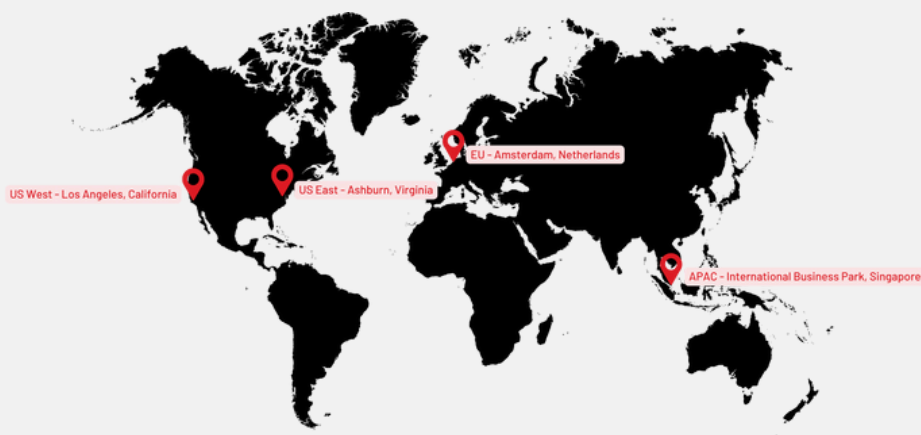 EU - Amsterdam, Netherlands
US West - Los Angeles, California
US East - Ashburn, Virginia
APAC - International Business Park, Singapore